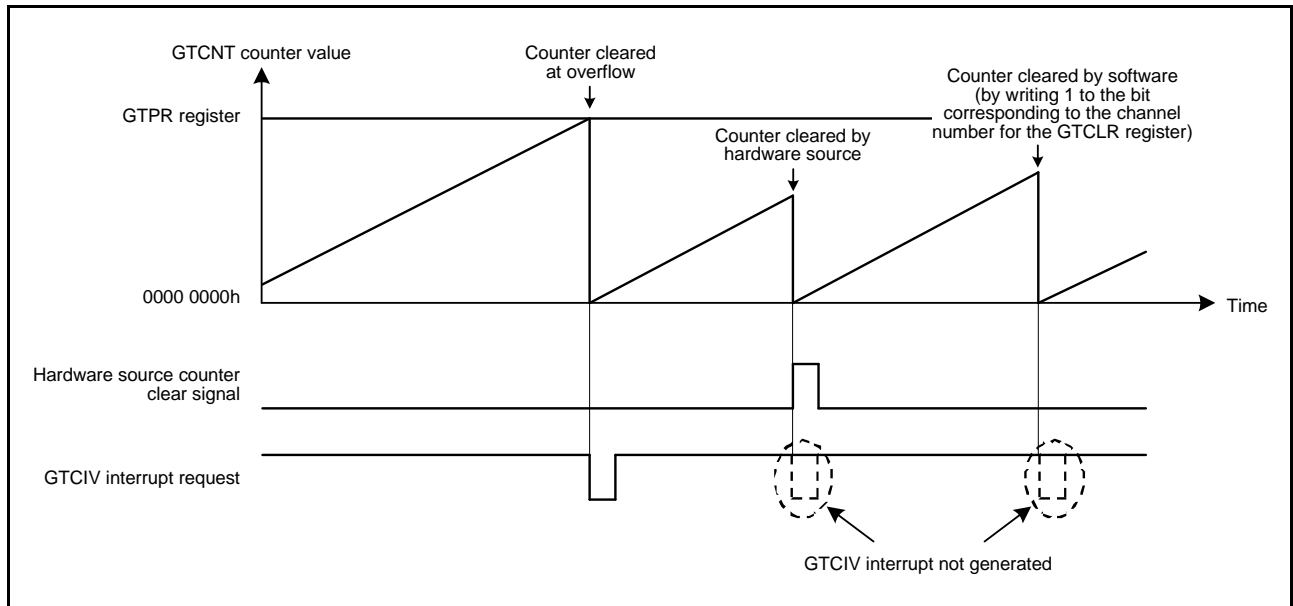 GTCNT counter value
Counter cleared
at overflow
Counter cleared by software
(by writing 1 to the bit
corresponding to the channel
number for the GTCLR register)
GTPR register
Counter cleared by
hardware source
0000 0000h
Time
Hardware source counter
clear signal
GTCIV interrupt request
GTCIV interrupt not generated